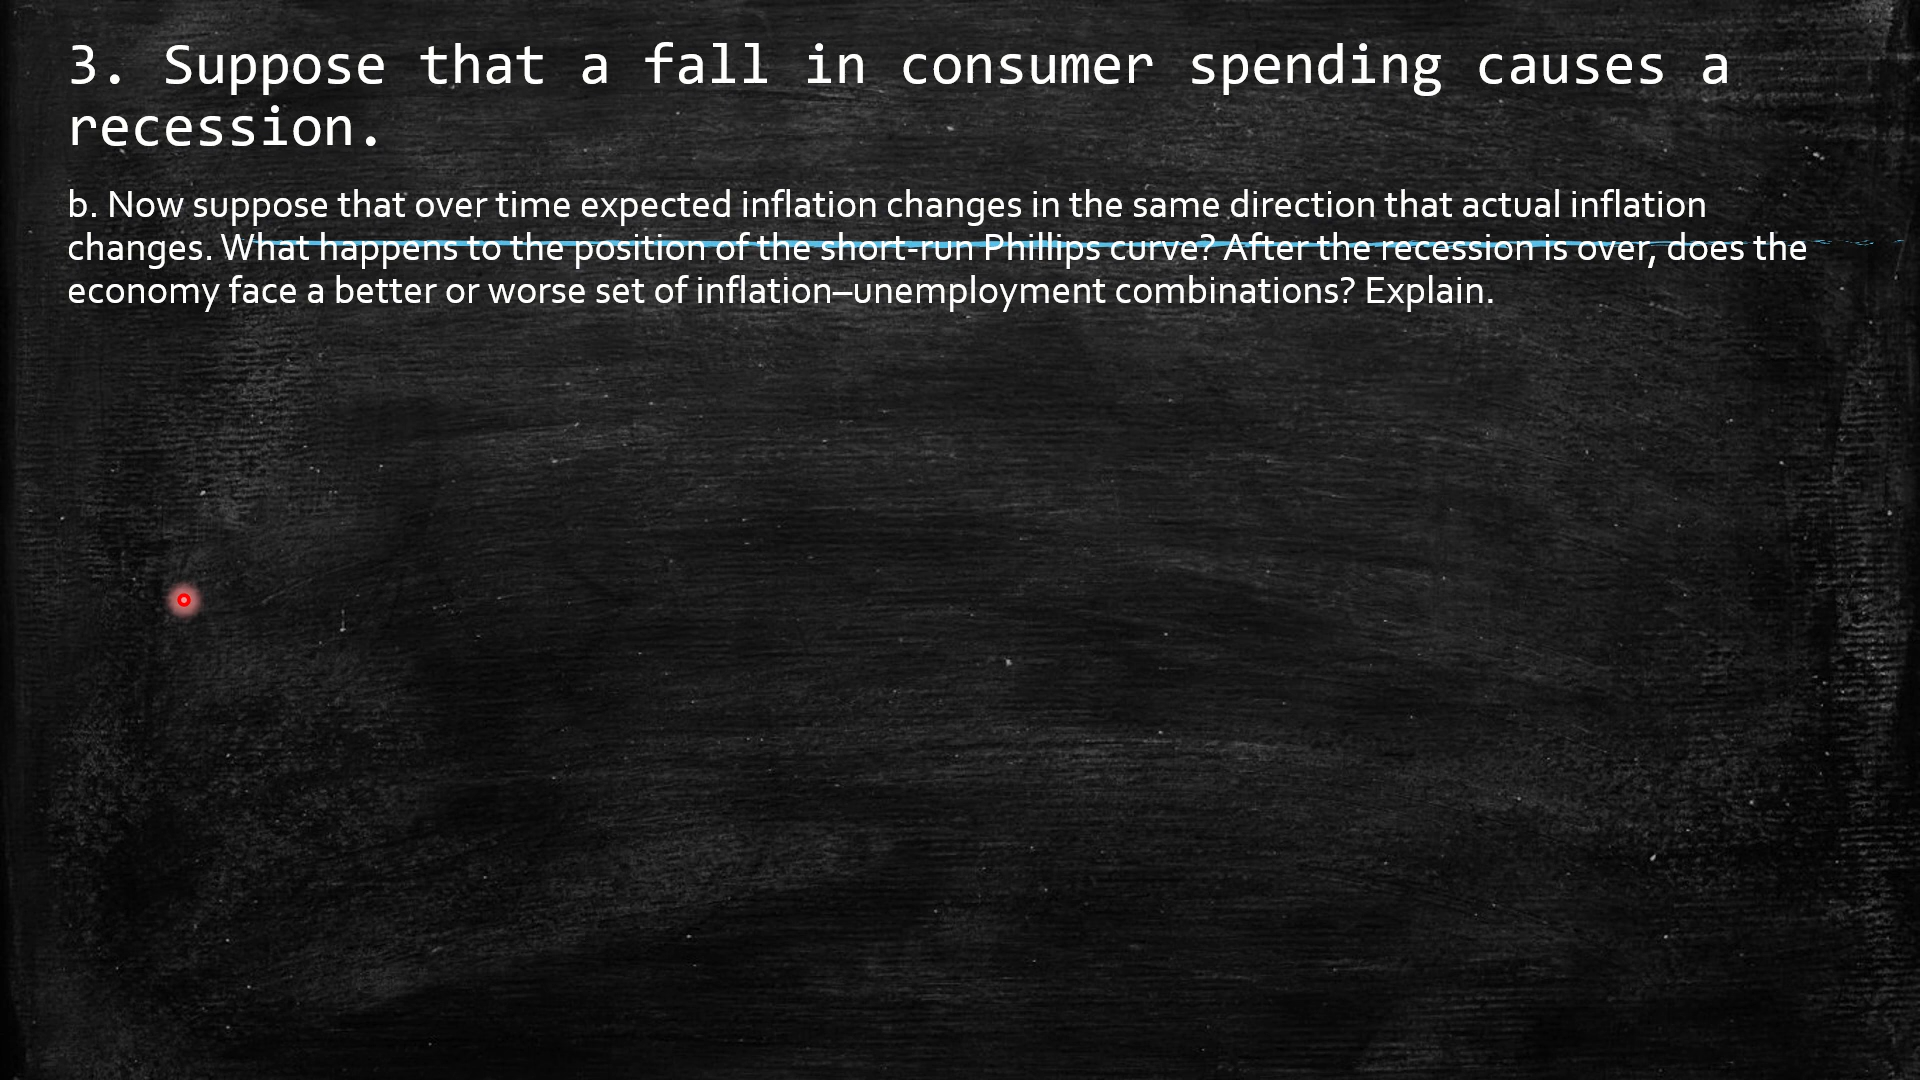 3. Suppose that a fall in consumer spending causes a
recession.
b. Now suppose that over time expected inflation changes in the same direction that actual inflation
changes. What happens to the position of the short-run Phillips curve? After the recession is over, does the
economy face a better or worse set of inflation–unemployment combinations? Explain.